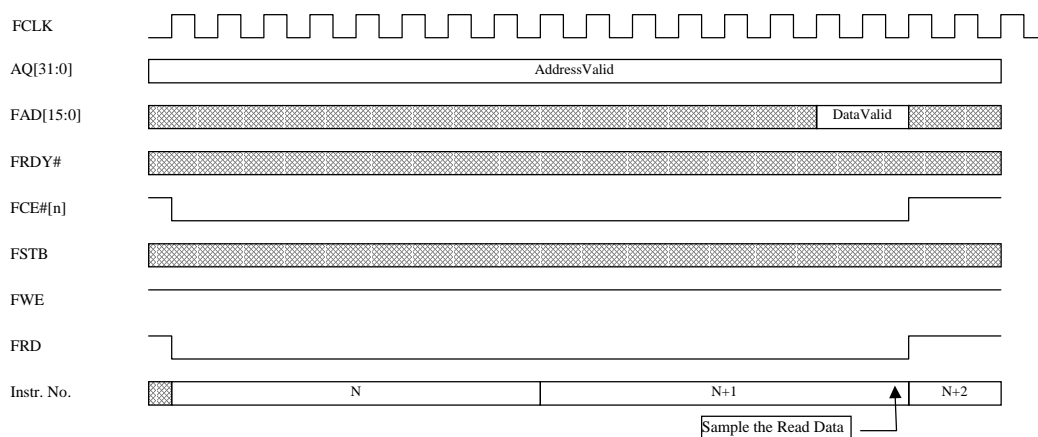 FCLK
AQ[31:0]
AddressValid
FAD[15:0]
DataValid
FRDY#
FCE#[n]
FSTB
FWE
FRD
Instr. No.
N
N+1
N+2
Sample the Read Data